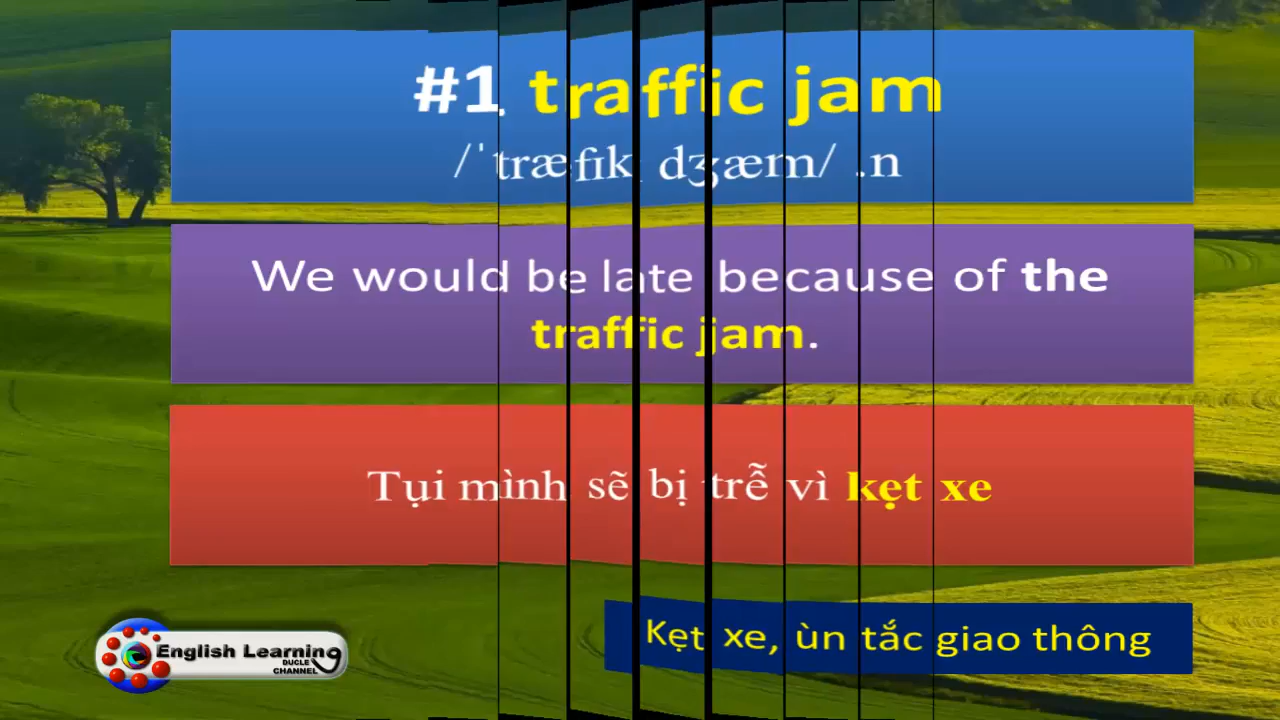 #1 traffic jam
/ˈtræfɪk dʒæm/ .n
We would be late because of the
traffic jam.
Tụi mình sẽ bị trễ vì kẹt xe
Kẹt xe, ùn tắc giao thông
English Learning
DUCLE
CHANNEL